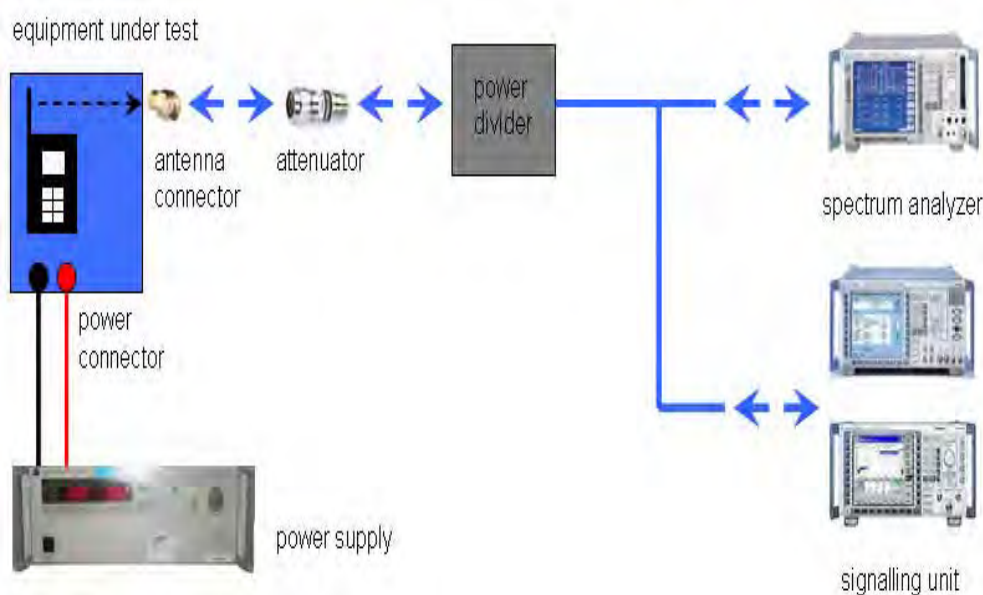 equipment under test
antenna
connector
attenuator
power
divider
spectrum analyzer
power
connector
power supply
signalling unit